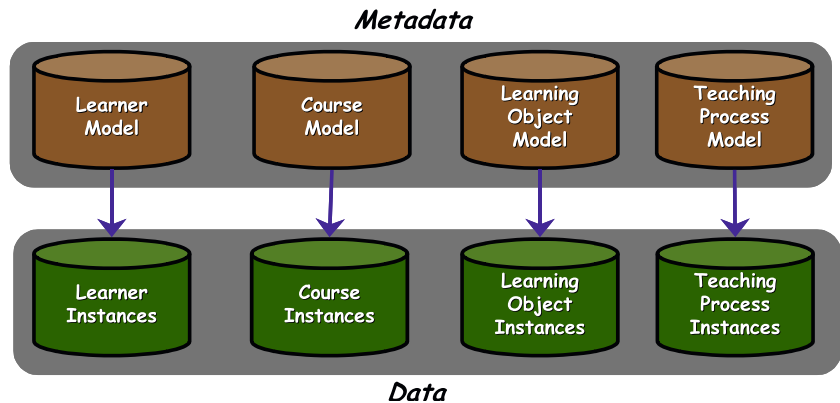 Metadata
Learner
Model
Course
Model
Learning
Object
Model
Teaching
Process
Model
Learner
Instances
Course
Instances
Learning
Object
Instances
Teaching
Process
Instances
Data